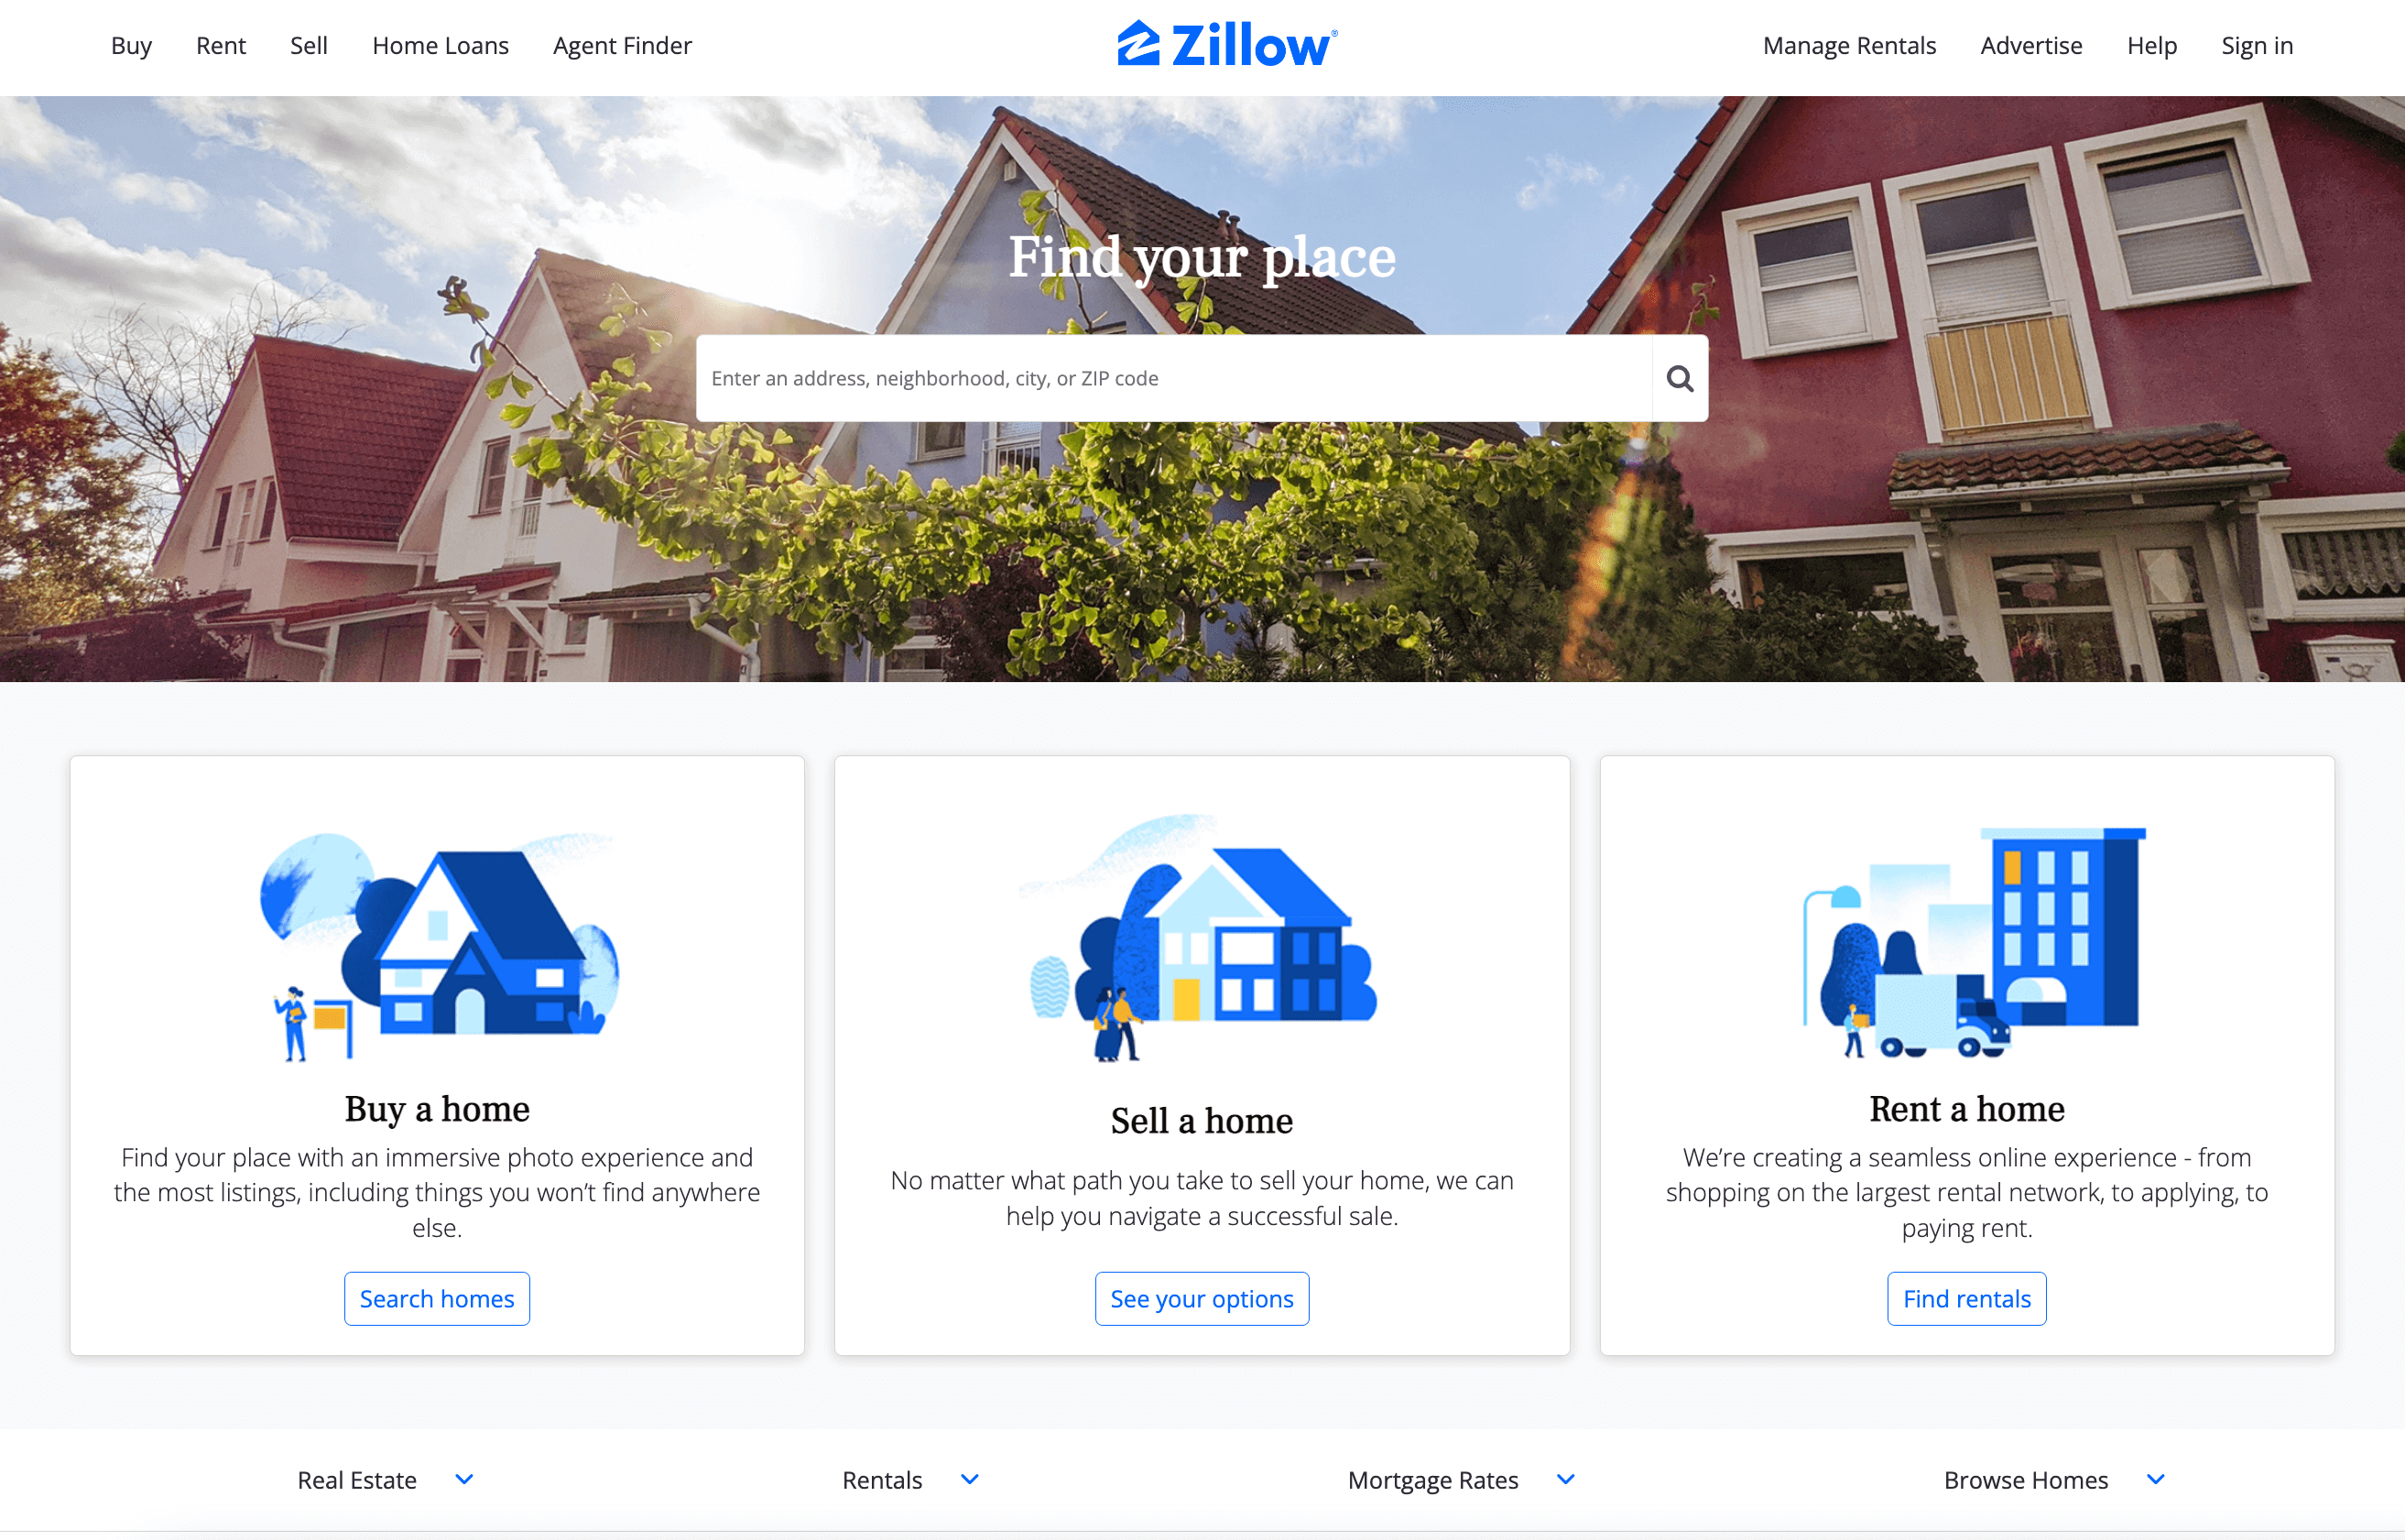 Buy Rent Sell Home Loans Agent Finder Zillow® Manage Rentals Advertise Help Sign in
Find your place
Enter an address, neighborhood, city, or ZIP code
Buy a home
Find your place with an immersive photo experience and
the most listings, including things you won’t find anywhere
else.
Search homes
Sell a home
No matter what path you take to sell your home, we can
help you navigate a successful sale.
See your options
Rent a home
We’re creating a seamless online experience - from
shopping on the largest rental network, to applying, to
paying rent.
Find rentals
Real Estate Rentals Mortgage Rates Browse Homes